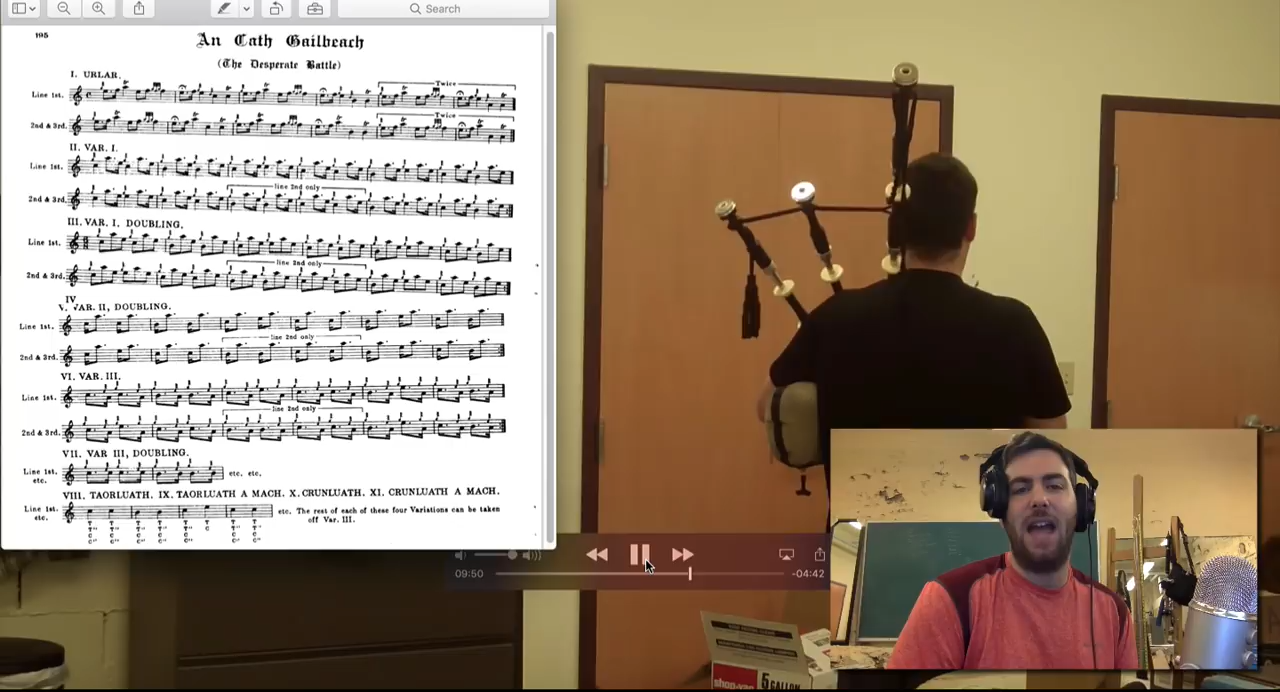 Search
195
An Cath Gailbeach
(The Desperate Battle)
I. URLAR.
Twice
Line 1st.
Twice
2nd & 3rd.
II. VAR. I.
Line 1st.
line 2nd only
2nd & 3rd.
III. VAR. I. DOUBLING.
Line 1st.
line 2nd only
2nd & 3rd.
IV
V. VAR. II, DOUBLING.
Line 1st.
line 2nd only
2nd & 3rd.
VI. VAR. III.
Line 1st.
line 2nd only
2nd & 3rd.
VII. VAR III, DOUBLING.
Line 1st. etc. etc.
etc.
VIII. TAORLUATH. IX. TAORLUATH A MACH. X. CRUNLUATH. XI. CRUNLUATH A MACH.
Line 1st. etc. The rest of each of these four Variations can be taken
etc. off Var. III.
T T T T C T T
09:50 -04:42
shop-vac 5 GALLON